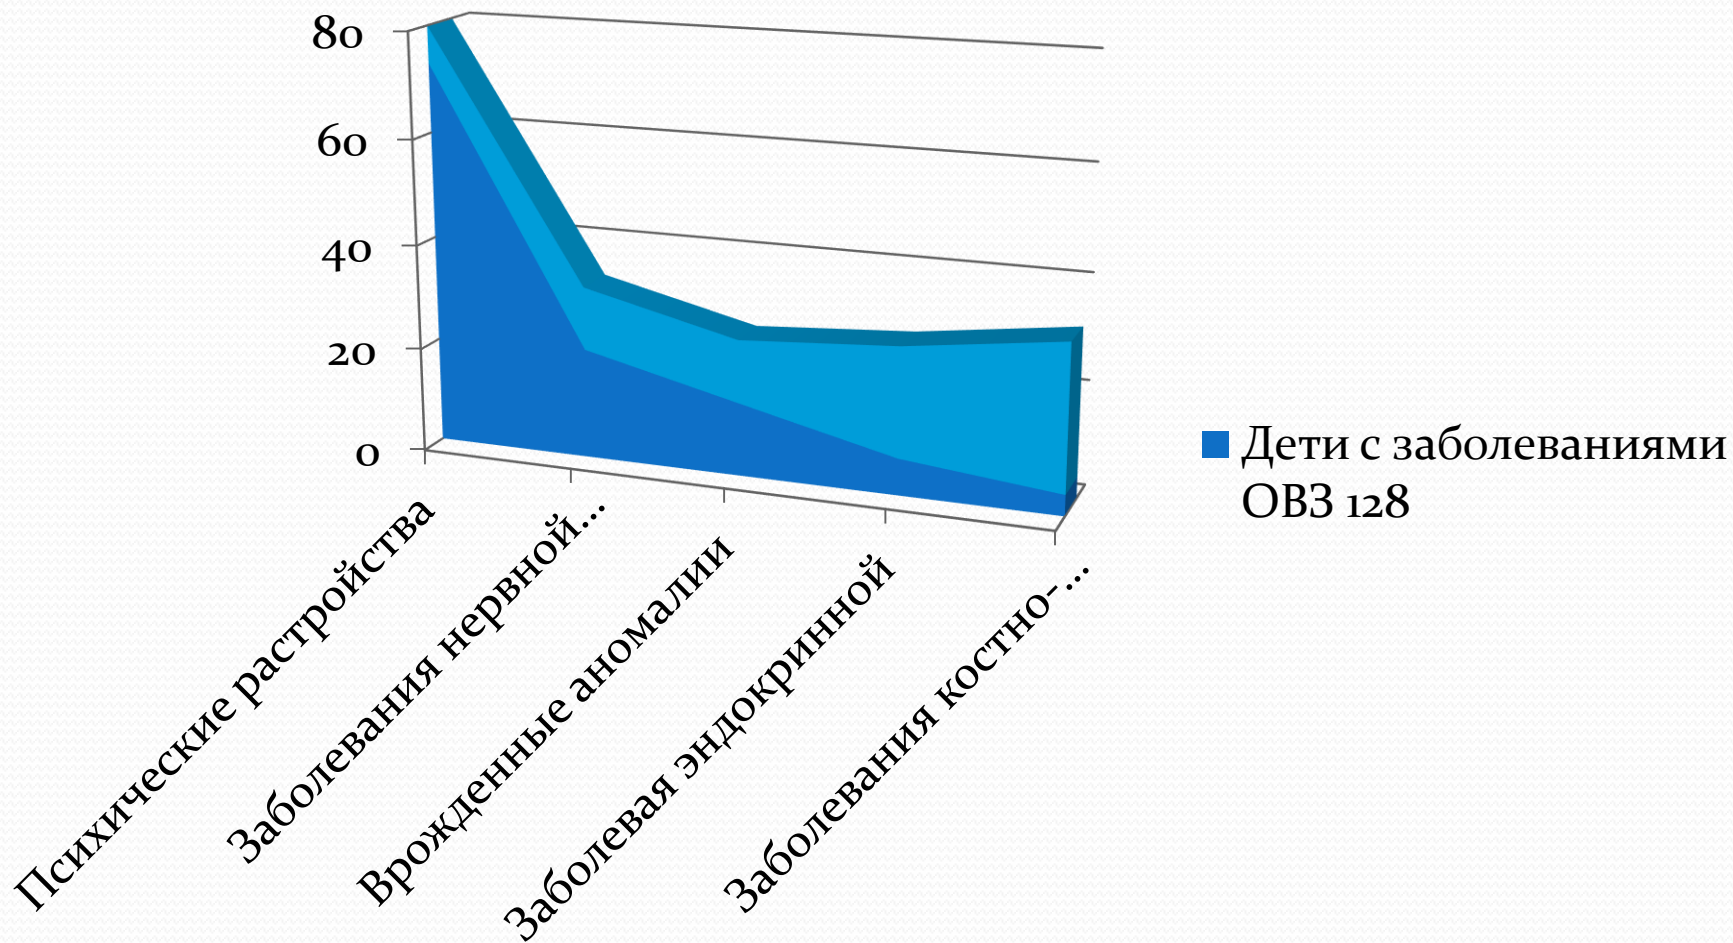 80
60
40
20
0
Психические растройства
Заболевания нервной...
Врожденные аномалии
Заболевая эндокринной
Заболевания костно-...
Дети с заболеваниями
ОВЗ 128